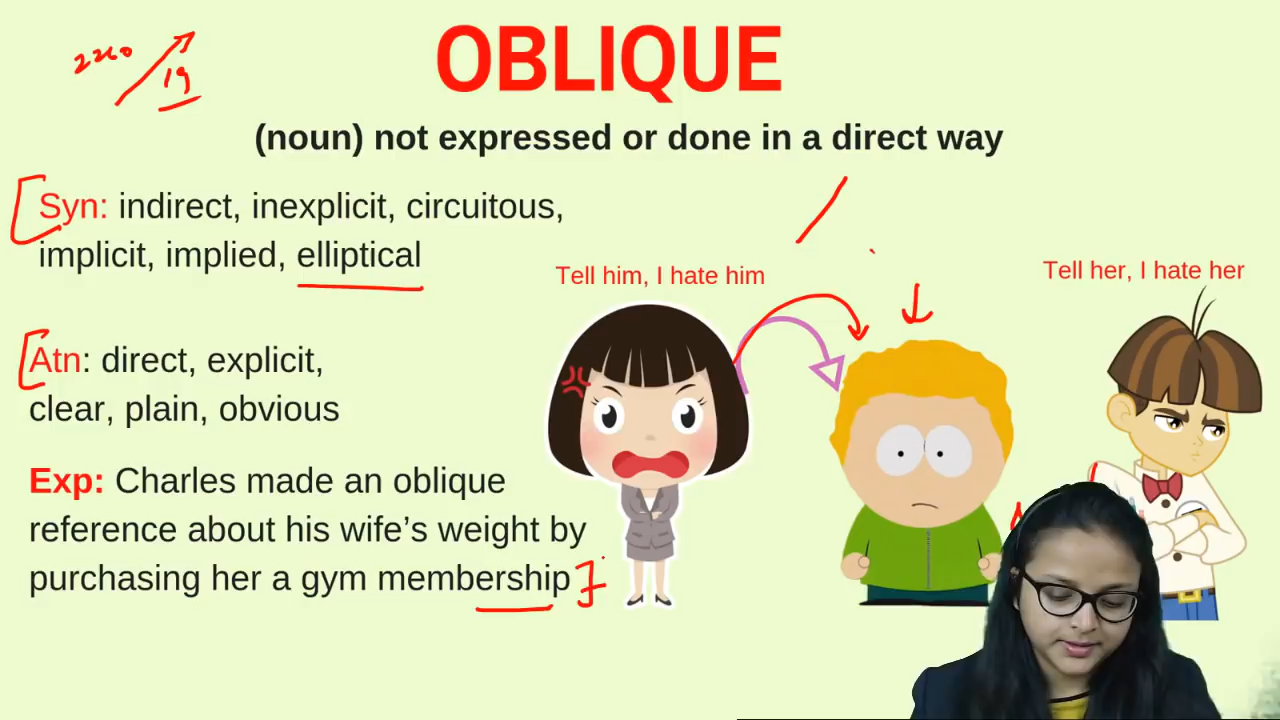 OBLIQUE
(noun) not expressed or done in a direct way
19
Syn: indirect, inexplicit, circuitous,
implicit, implied, elliptical
Tell him, I hate him
Tell her, I hate her
Atn: direct, explicit,
clear, plain, obvious
Exp: Charles made an oblique
reference about his wife’s weight by
purchasing her a gym membership